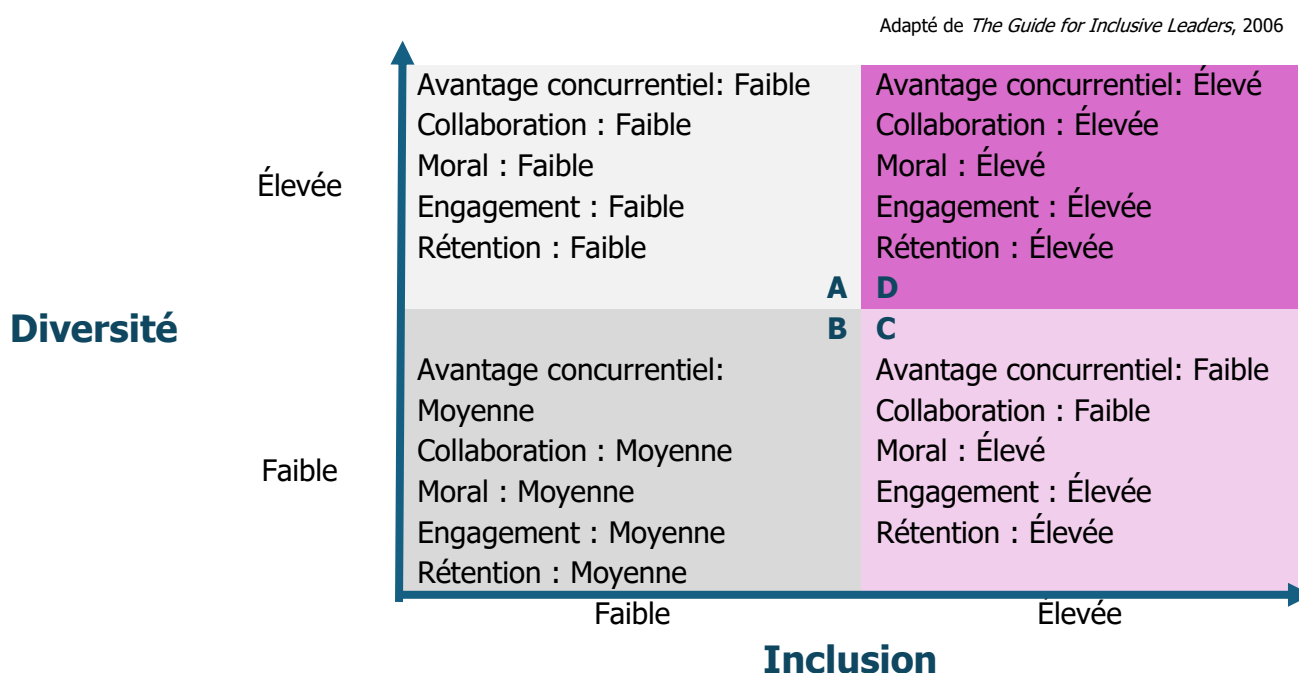 Adapté de The Guide for Inclusive Leaders, 2006
Avantage concurrentiel: Faible
Collaboration : Faible
Moral : Faible
Engagement : Faible
Rétention : Faible
A
Avantage concurrentiel: Élevé
Collaboration : Élevée
Moral : Élevé
Engagement : Élevée
Rétention : Élevée
D
Élevée
Diversité
B
Avantage concurrentiel:
Moyenne
Collaboration : Moyenne
Moral : Moyenne
Engagement : Moyenne
Rétention : Moyenne
C
Avantage concurrentiel: Faible
Collaboration : Faible
Moral : Élevé
Engagement : Élevée
Rétention : Élevée
Faible
Faible
Élevée
Inclusion